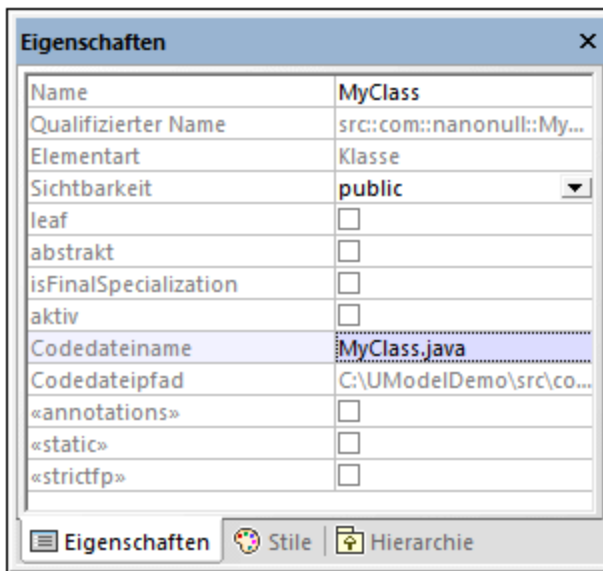 Eigenschaften
Name MyClass
Qualifizierter Name src::com::nanonull::My...
Elementart Klasse
Sichtbarkeit public
leaf
abstrakt
isFinalSpecialization
aktiv
Codedateiname MyClass.java
Codedateipfad C:\UModelDemo\src\co...
«annotations»
«static»
«strictfp»
Eigenschaften Stile Hierarchie